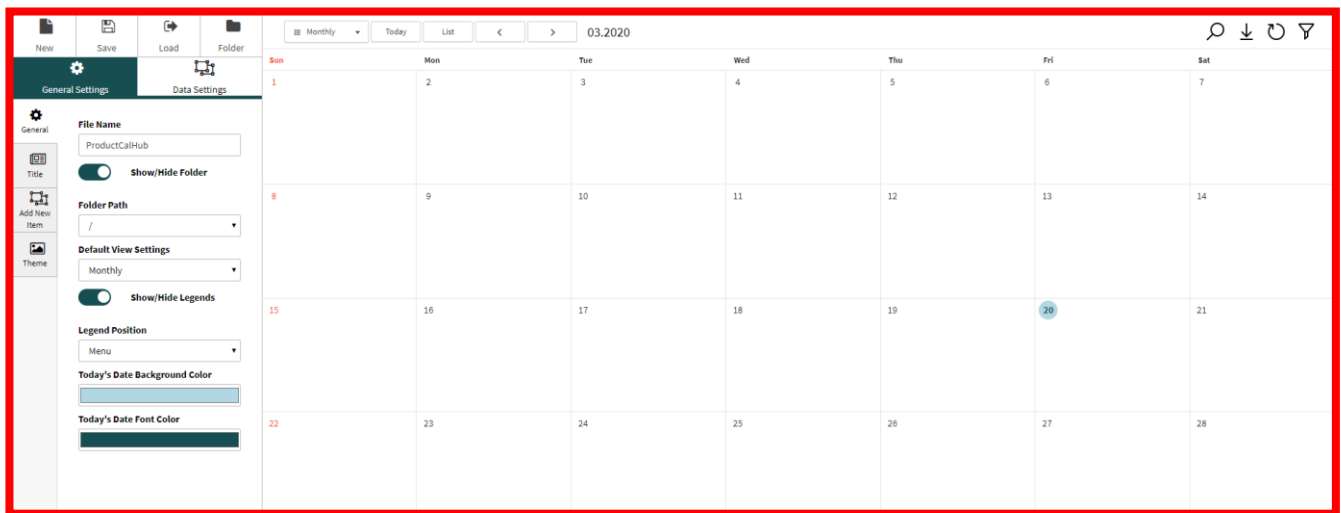 New Save Load Folder
Monthly Today List < > 03.2020
General Settings Data Settings
Sun Mon Tue Wed Thu Fri Sat
General
Title
Add New
Item
Theme
File Name
ProductCalHub
Show/Hide Folder
Folder Path
/
Default View Settings
Monthly
Show/Hide Legends
Legend Position
Menu
Today's Date Background Color
Today's Date Font Color
1 2 3 4 5 6 7
8 9 10 11 12 13 14
15 16 17 18 19 20 21
22 23 24 25 26 27 28